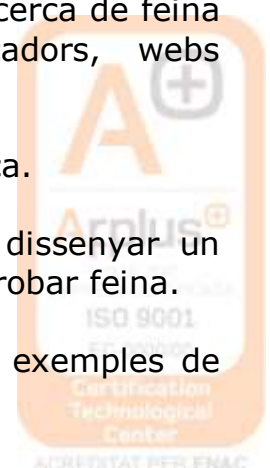 cerca de feina
adors, webs
ca.
dissenyar un
robar feina.
exemples de
A+
Arplus+
ISO 9001
Certification
Technological
Center
ACREDITAT PER ENAC